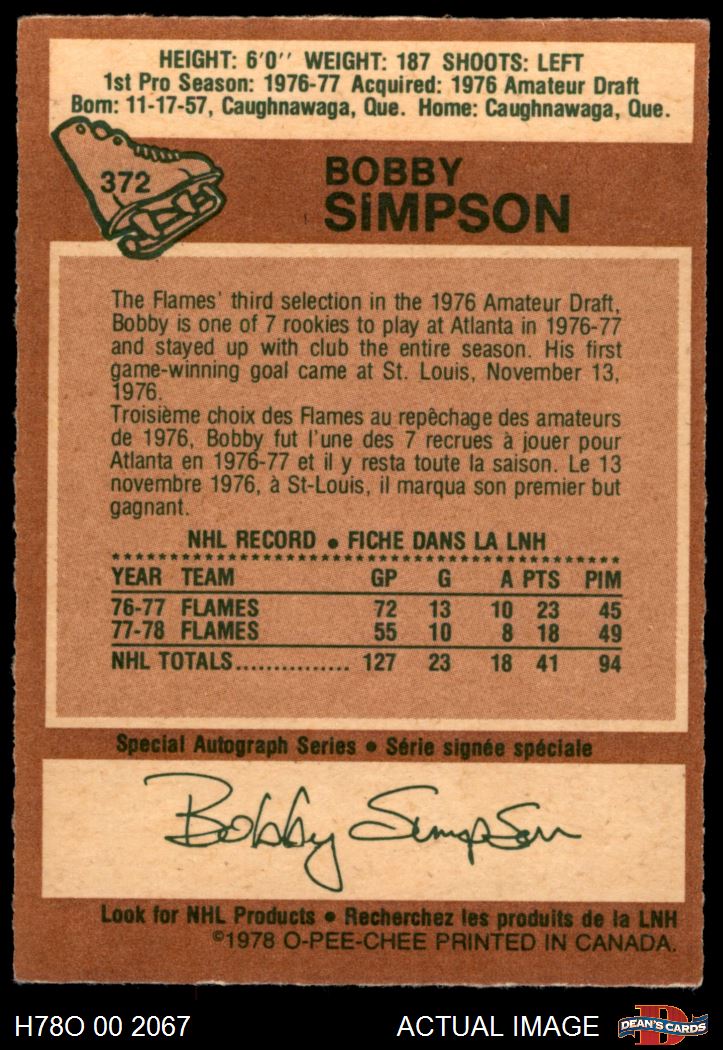 HEIGHT: 6'0'' WEIGHT: 187 SHOOTS: LEFT
1st Pro Season: 1976-77 Acquired: 1976 Amateur Draft
Born: 11-17-57, Caughnawaga, Que. Home: Caughnawaga, Que.
372
BOBBY
SIMPSON
The Flames' third selection in the 1976 Amateur Draft,
Bobby is one of 7 rookies to play at Atlanta in 1976-77
and stayed up with club the entire season. His first
game-winning goal came at St. Louis, November 13,
1976.
Troisième choix des Flames au repêchage des amateurs
de 1976, Bobby fut l'une des 7 recrues à jouer pour
Atlanta en 1976-77 et il y resta toute la saison. Le 13
novembre 1976, à St-Louis, il marqua son premier but
gagnant.
NHL RECORD • FICHE DANS LA LNH
YEAR TEAM GP G A PTS PIM
76-77 FLAMES 72 13 10 23 45
77-78 FLAMES 55 10 8 18 49
NHL TOTALS................ 127 23 18 41 94
Special Autograph Series • Série signée spéciale
Bobby Simpson
Look for NHL Products • Recherchez les produits de la LNH
©1978 O-PEE-CHEE PRINTED IN CANADA.
H78O 00 2067 ACTUAL IMAGE D DEAN'S CARDS